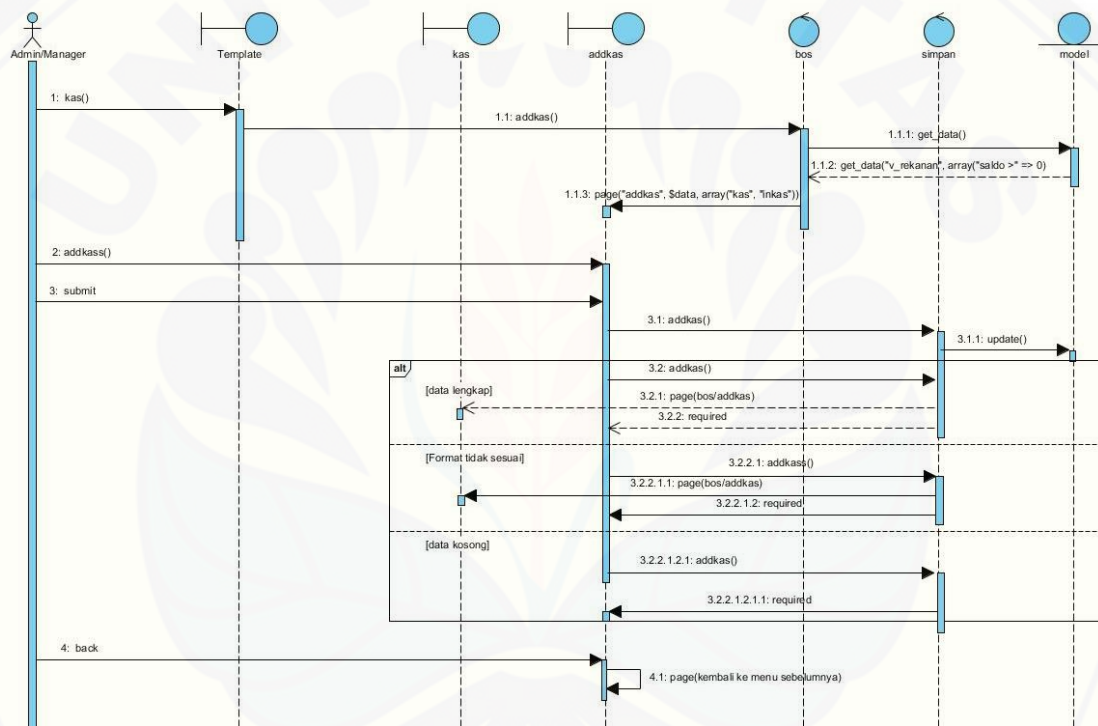 UNIVERSITAS
Admin/Manager
Template
kas
addkas
bos
simpan
model
1: kas()
1.1: addkas()
1.1.1: get_data()
1.1.2: get_data("v_rekanan", array("saldo >" => 0)
1.1.3: page("addkas", $data, array("kas", "inkas"))
2: addkass()
3: submit
3.1: addkas()
3.1.1: update()
alt
3.2: addkas()
[data lengkap]
3.2.1: page(bos/addkas)
3.2.2: required
[Format tidak sesuai]
3.2.2.1: addkass()
3.2.2.1.1: page(bos/addkas)
3.2.2.1.2: required
[data kosong]
3.2.2.1.2.1: addkas()
3.2.2.1.2.1.1: required
4: back
4.1: page(kembali ke menu sebelumnya)